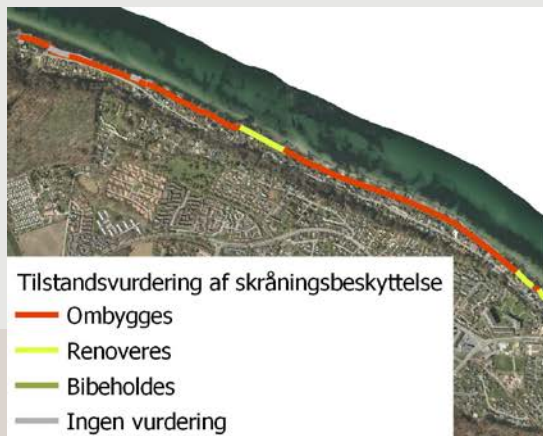 Tilstandsvurdering af skråningsbeskyttelse
Ombygges
Renoveres
Bibeholdes
Ingen vurdering